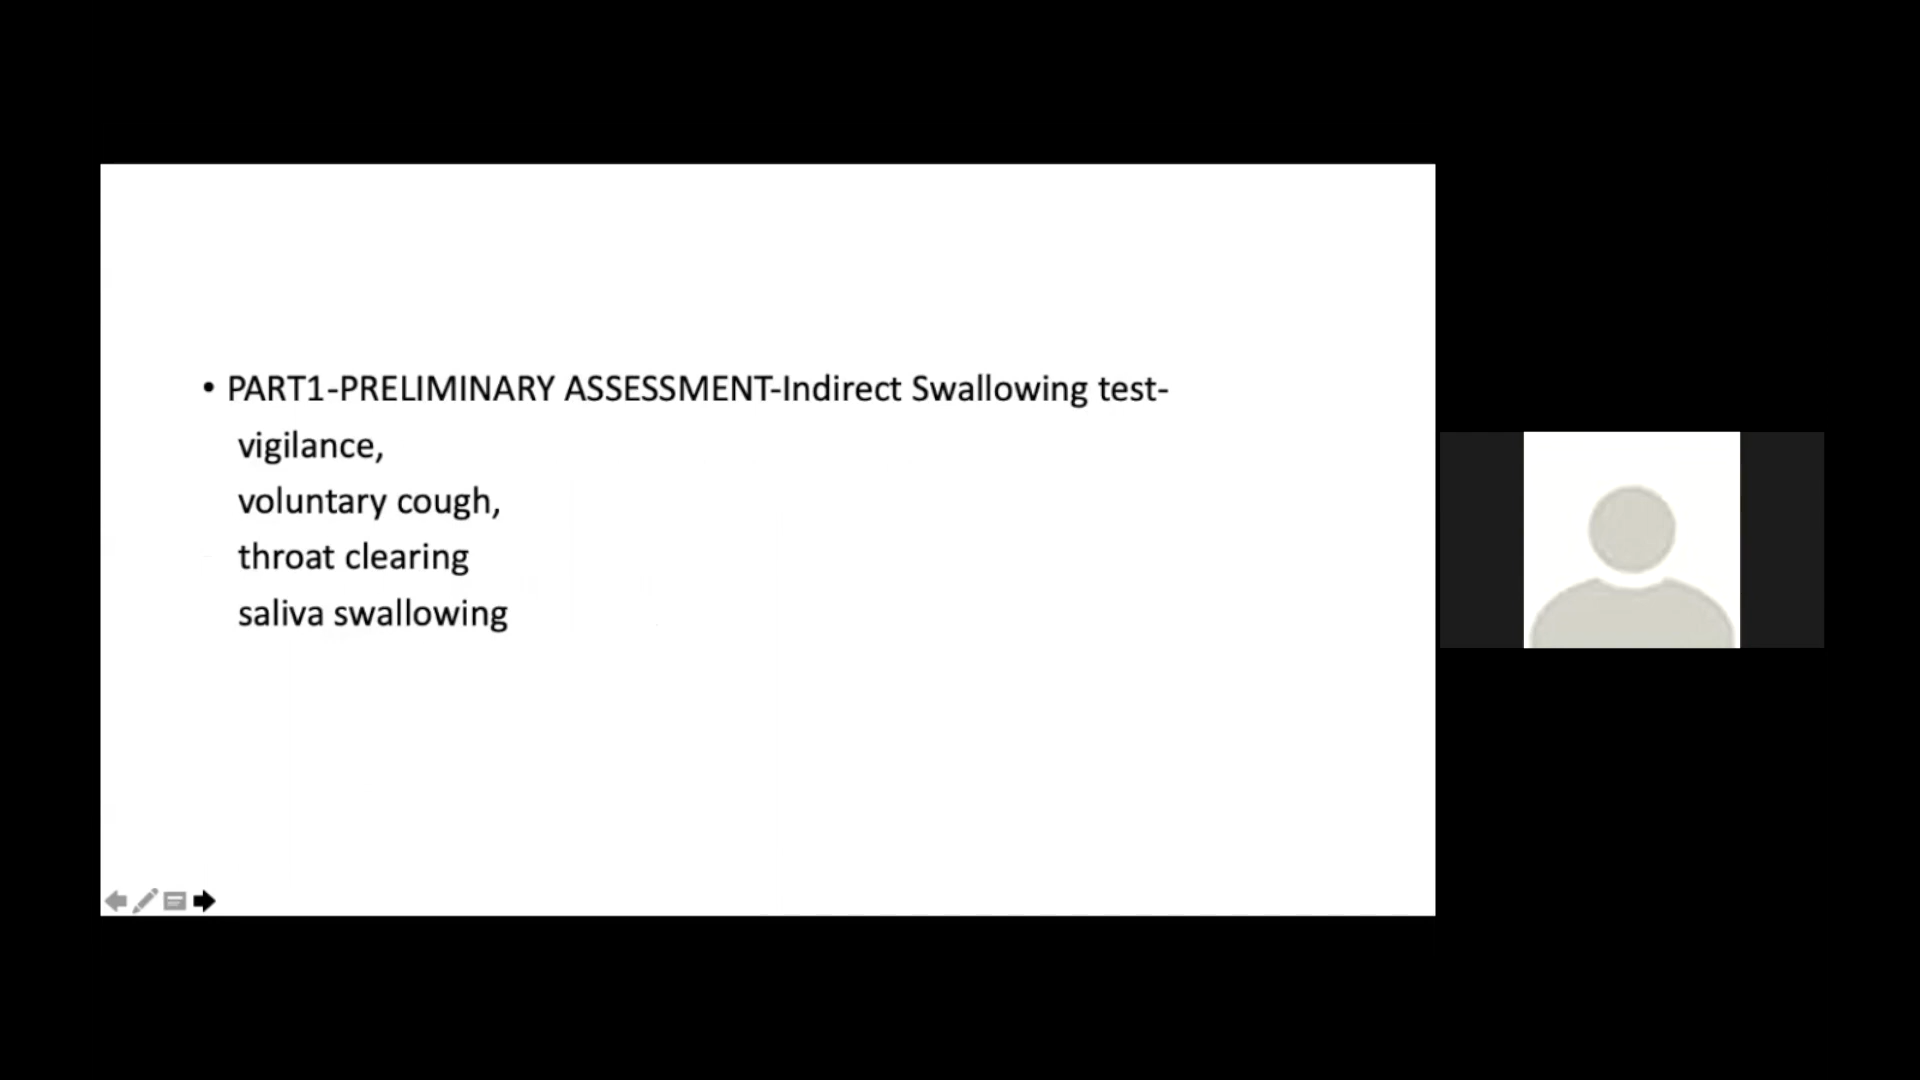 • PART1-PRELIMINARY ASSESSMENT-Indirect Swallowing test-
vigilance,
voluntary cough,
throat clearing
saliva swallowing